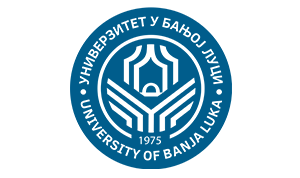 УНИВЕРЗИТЕТ У БАЊОЈ ЛУЦИ
1975
UNIVERSITY OF BANJA LUKA